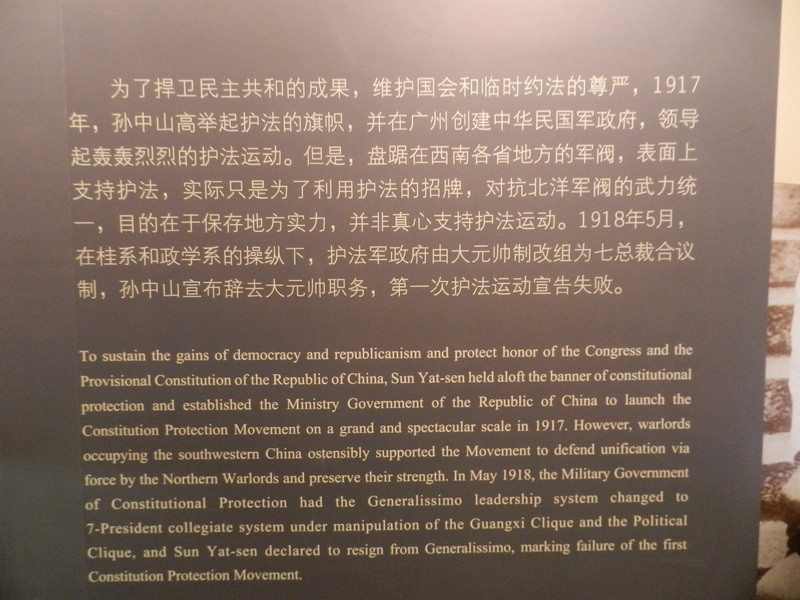 为了捍卫民主共和的成果，维护国会和临时约法的尊严，1917
年，孙中山高举起护法的旗帜，并在广州创建中华民国军政府，领导
起轰轰烈烈的护法运动。但是，盘踞在西南各省地方的军阀，表面上
支持护法，实际只是为了利用护法的招牌，对抗北洋军阀的武力统
一，目的在于保存地方实力，并非真心支持护法运动。1918年5月，
在桂系和政学系的操纵下，护法军政府由大元帅制改组为七总裁合议
制，孙中山宣布辞去大元帅职务，第一次护法运动宣告失败。
To sustain the gains of democracy and republicanism and protect honor of the Congress and the
Provisional Constitution of the Republic of China, Sun Yat-sen held aloft the banner of constitutional
protection and established the Ministry Government of the Republic of China to launch the
Constitution Protection Movement on a grand and spectacular scale in 1917. However, warlords
occupying the southwestern China ostensibly supported the Movement to defend unification via
force by the Northern Warlords and preserve their strength. In May 1918, the Military Government
of Constitutional Protection had the Generalissimo leadership system changed to
7-President collegiate system under manipulation of the Guangxi Clique and the Political
Clique, and Sun Yat-sen declared to resign from Generalissimo, marking failure of the first
Constitution Protection Movement.